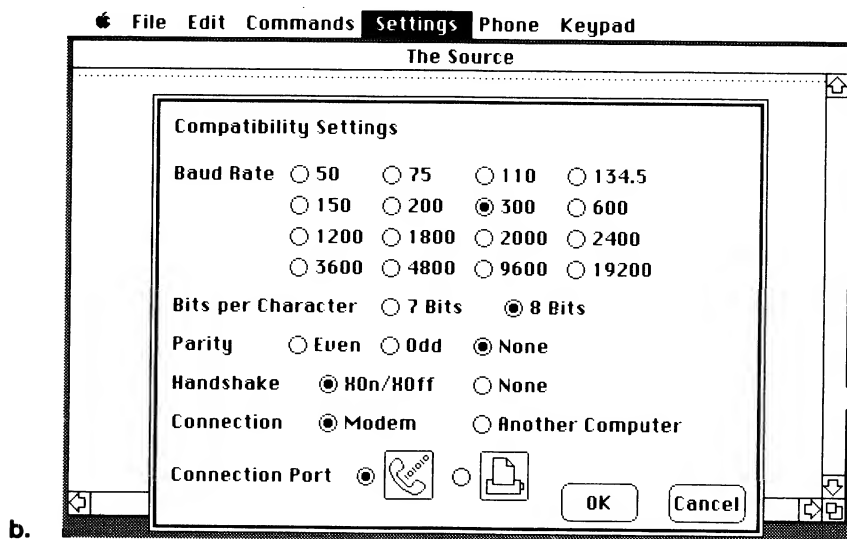 File Edit Commands Settings Phone Keypad
The Source
Compatibility Settings
Baud Rate 50 75 110 134.5
150 200 300 600
1200 1800 2000 2400
3600 4800 9600 19200
Bits per Character 7 Bits 8 Bits
Parity Even Odd None
Handshake XOn/XOff None
Connection Modem Another Computer
Connection Port
OK Cancel
b.